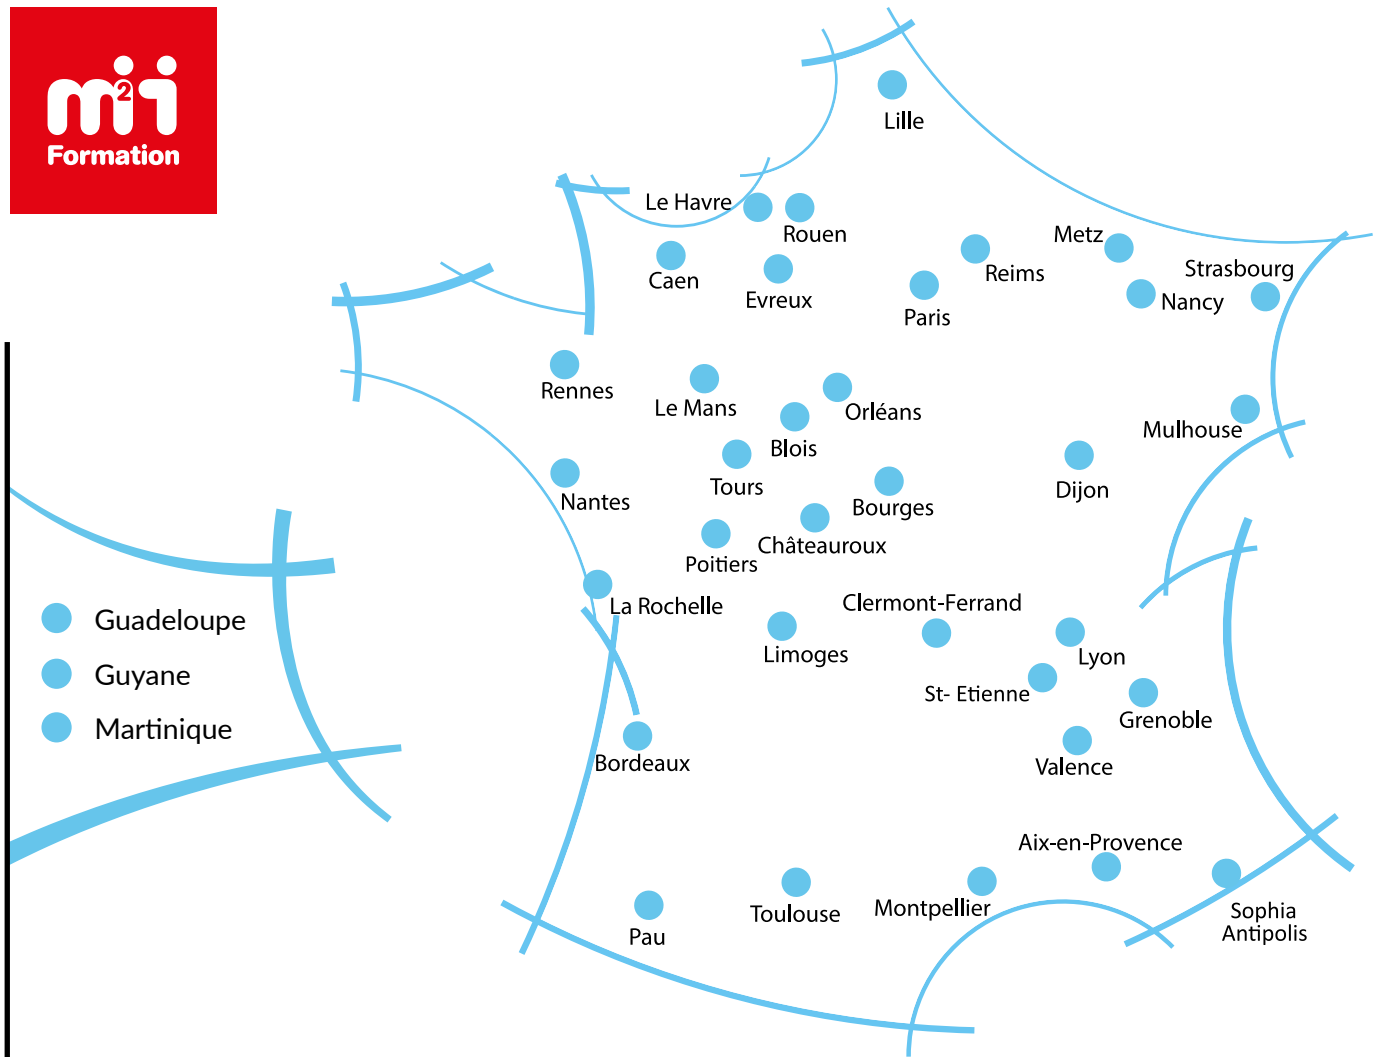 m2i
Formation
Lille
Le Havre
Rouen
Metz
Caen
Evreux
Reims
Strasbourg
Paris
Nancy
Rennes
Le Mans
Orléans
Blois
Mulhouse
Tours
Dijon
Nantes
Bourges
Châteauroux
Poitiers
La Rochelle
Clermont-Ferrand
Guadeloupe
Limoges
Lyon
Guyane
St- Etienne
Grenoble
Martinique
Bordeaux
Valence
Aix-en-Provence
Toulouse
Montpellier
Pau
Sophia
Antipolis